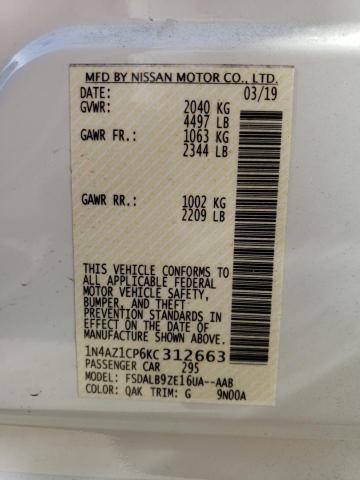 MFD BY NISSAN MOTOR CO., LTD.
DATE: 03/19
GVWR: 2040 KG
4497 LB
GAWR FR.: 1063 KG
2344 LB
GAWR RR.: 1002 KG
2209 LB
THIS VEHICLE CONFORMS TO
ALL APPLICABLE FEDERAL
MOTOR VEHICLE SAFETY,
BUMPER, AND THEFT
PREVENTION STANDARDS IN
EFFECT ON THE DATE OF
MANUFACTURE SHOWN ABOVE.
1N4AZ1CP6KC312663
PASSENGER CAR 295
MODEL: FSDALB9ZE16UA--AAB
COLOR: QAK TRIM: G 9N00A